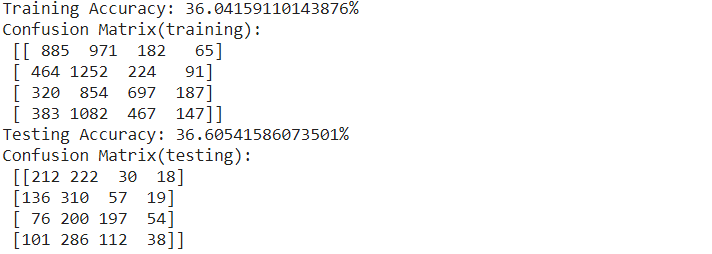 Training Accuracy: 36.04159110143876%
Confusion Matrix(training):
[[ 885 971 182 65]
[ 464 1252 224 91]
[ 320 854 697 187]
[ 383 1082 467 147]]
Testing Accuracy: 36.60541586073501%
Confusion Matrix(testing):
[[212 222 30 18]
[136 310 57 19]
[ 76 200 197 54]
[101 286 112 38]]